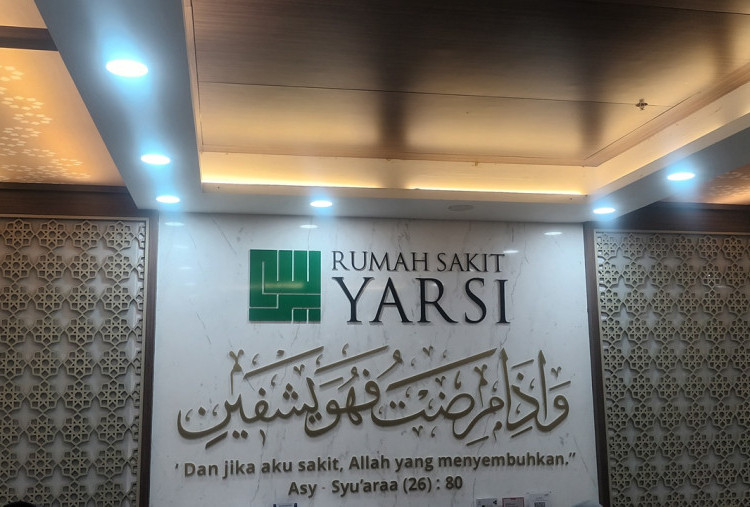 RUMAH SAKIT
YARSI
وَإِذَا مَرِضْتُ فَهُوَ يَشْفِينِ
‘ Dan jika aku sakit, Allah yang menyembuhkan.”
Asy - Syu’araa (26) : 80